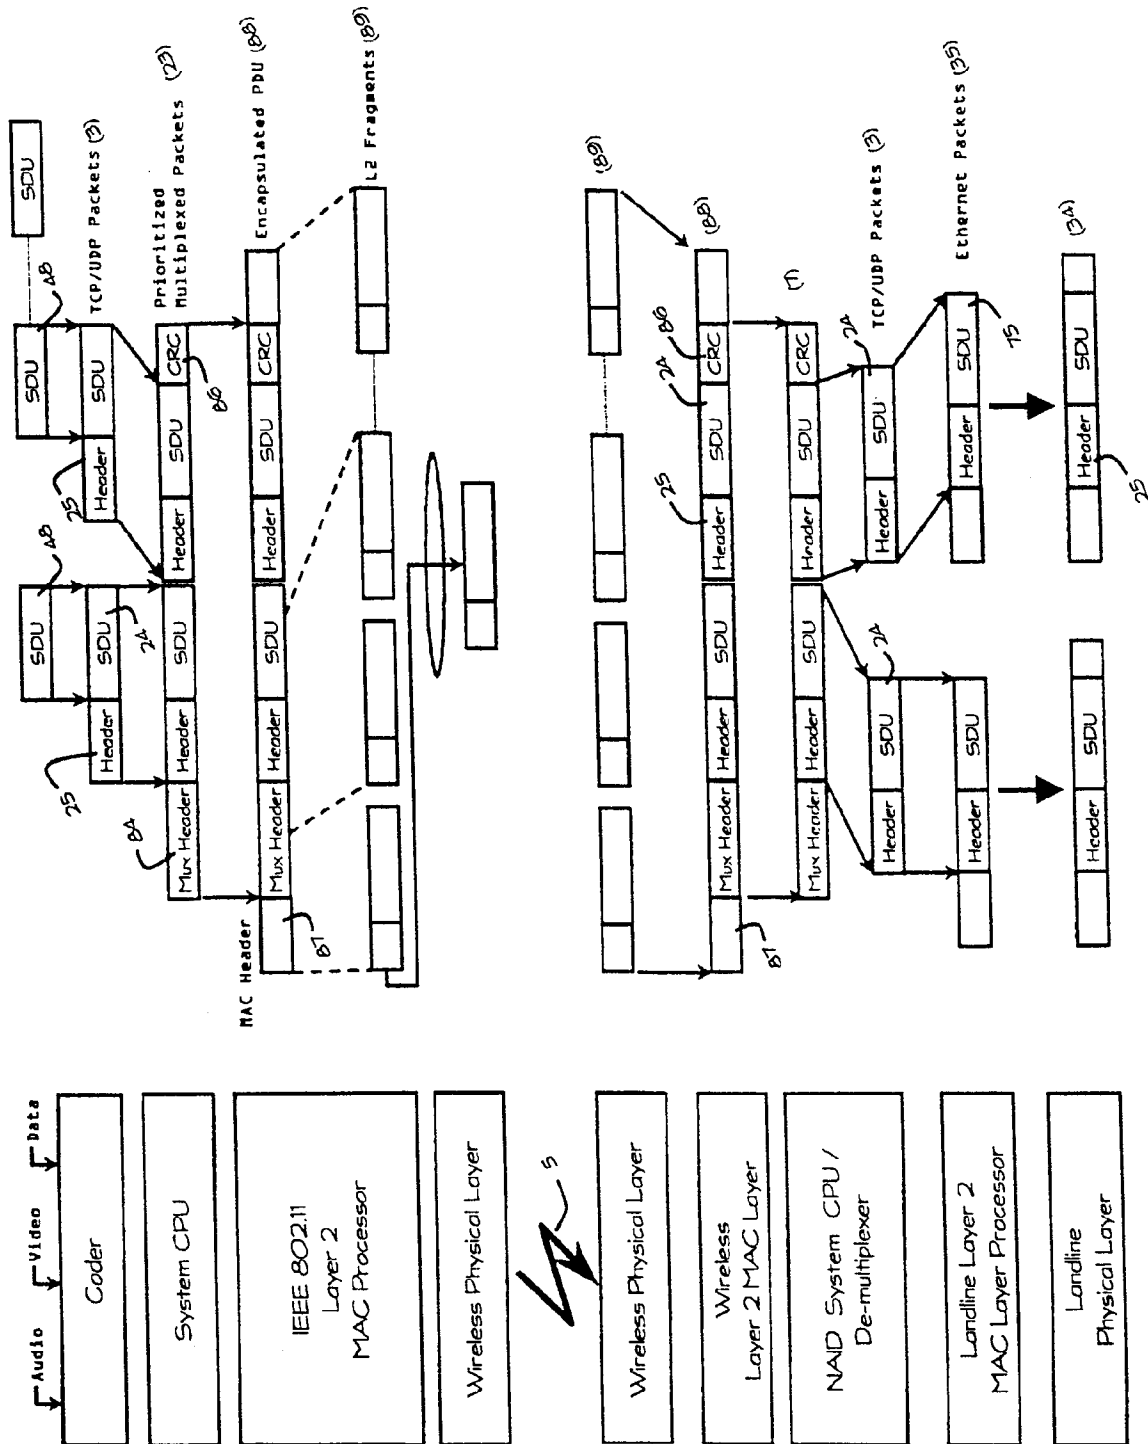 Audio
Video
Data
Coder
System CPU
IEEE 802.11
Layer 2
MAC Processor
Wireless Physical Layer
5
Wireless Physical Layer
Wireless
Layer 2 MAC Layer
NAID System CPU /
De-multiplexer
Landline Layer 2
MAC Layer Processor
Landline
Physical Layer
SDU
48
SDU
48
SDU
25
Header
SDU
24
25
Header
SDU
TCP/UDP Packets (3)
84
Mux Header
Header
SDU
Header
SDU
CRC
86
Prioritized
Multiplexed Packets (23)
MAC Header
87
Mux Header
Header
SDU
Header
SDU
CRC
Encapsulated PDU (88)
L2 Fragments (89)
(89)
87
Mux Header
Header
SDU
25
Header
24
SDU
86
CRC
(88)
Mux Header
Header
SDU
Header
SDU
CRC
Header
SDU
24
Header
SDU
24
TCP/UDP Packets (3)
Header
SDU
Header
SDU
75
Ethernet Packets (35)
Header
SDU
Header
SDU
25
(34)